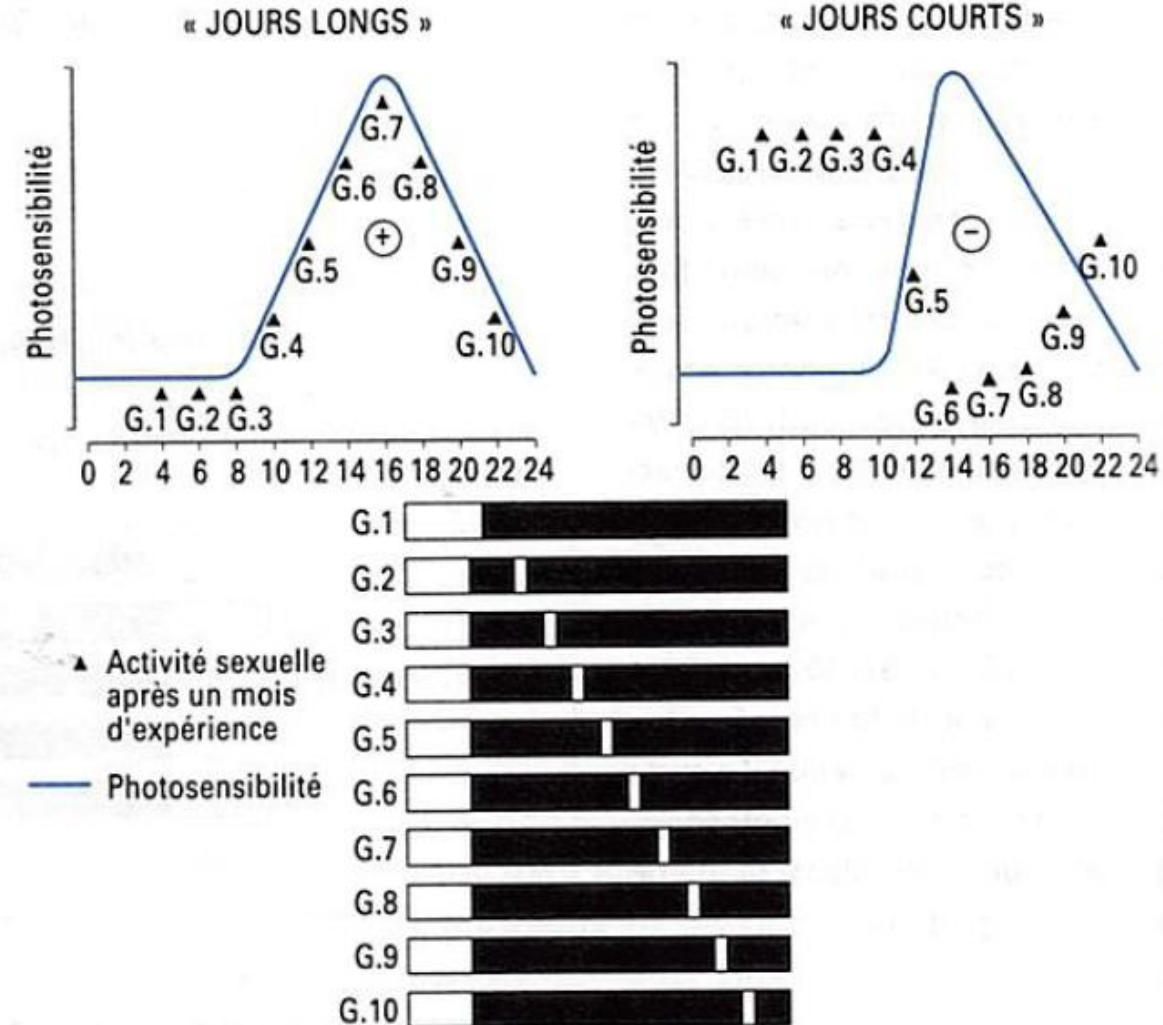 « JOURS LONGS »
« JOURS COURTS »
Photosensibilité
G.7
G.6 G.8
+
G.5 G.9
G.4 G.10
G.1 G.2 G.3
0 2 4 6 8 10 12 14 16 18 20 22 24
Photosensibilité
G.1 G.2 G.3 G.4
−
G.10
G.5
G.9
G.6 G.7 G.8
0 2 4 6 8 10 12 14 16 18 20 22 24
G.1
G.2
G.3
G.4
G.5
G.6
G.7
G.8
G.9
G.10
▲ Activité sexuelle
après un mois
d'expérience
Photosensibilité